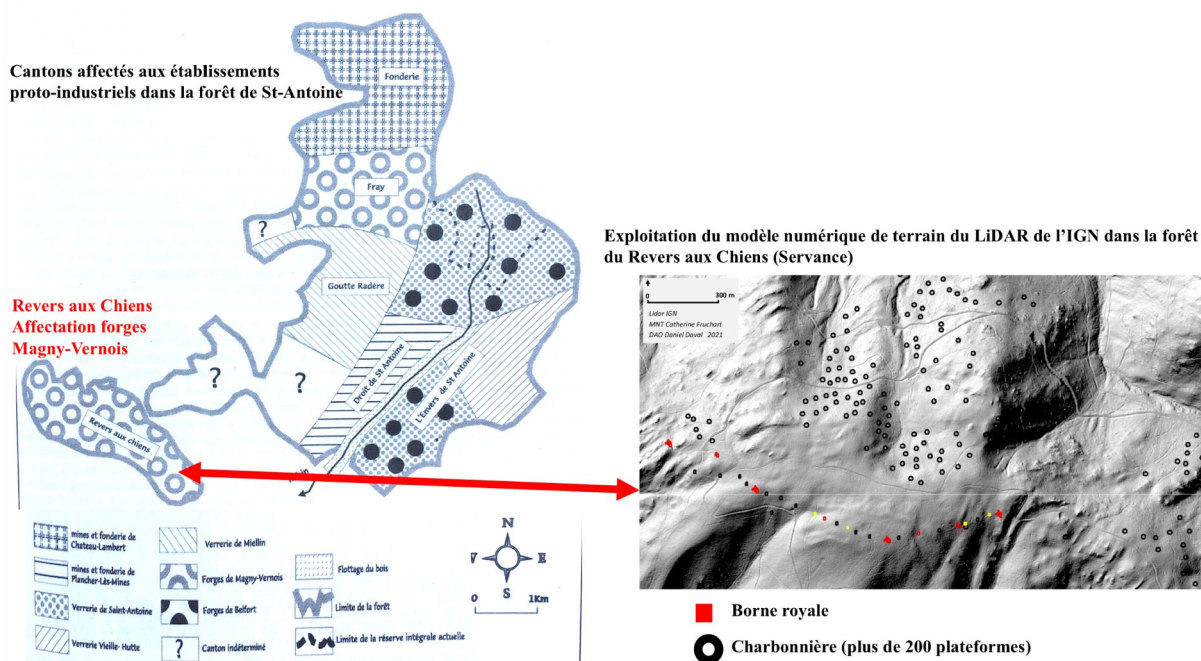 Cantons affectés aux établissements
proto-industriels dans la forêt de St-Antoine
Fonderie
Fray
?
Goutte Radère
Revers aux Chiens
Affectation forges
Magny-Vernois
?
?
Droit de St-Antoine
L'Envers de St-Antoine
Revers aux chiens
mines et fonderie de
Chateau-Lambert
mines et fonderie de
Plancher-Lès-Mines
Verrerie de Saint-Antoine
Verrerie Vieille-Hutte
Verrerie de Miellin
Forges de Magny-Vernois
Forges de Belfort
?
Canton indéterminé
Flottage du bois
Limite de la forêt
Limite de la réserve intégrale actuelle
N
W
E
S
0
1Km
Exploitation du modèle numérique de terrain du LiDAR de l'IGN dans la forêt
du Revers aux Chiens (Servance)
0
300 m
Lidar IGN
MNT Catherine Fruchart
DAO Daniel Daval 2021
Borne royale
Charbonnière (plus de 200 plateformes)